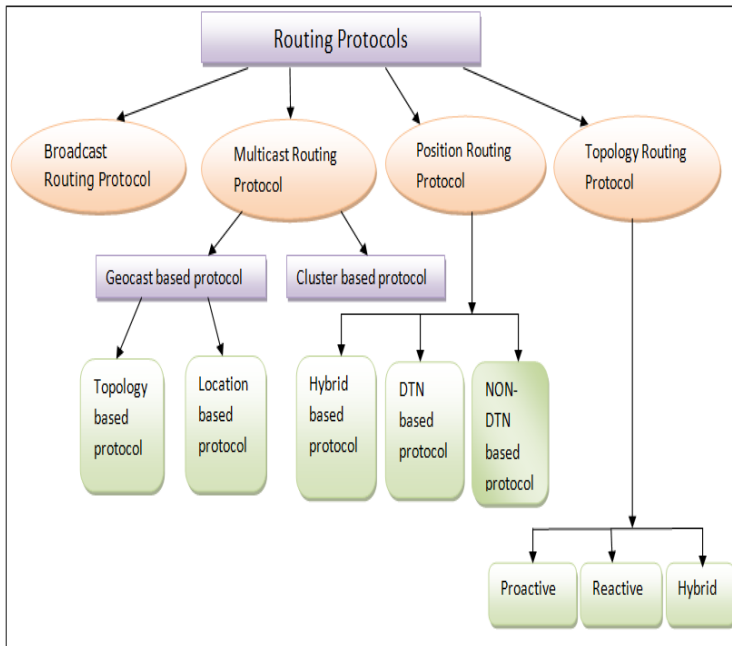 Routing Protocols
Broadcast
Routing Protocol
Multicast Routing
Protocol
Position Routing
Protocol
Topology Routing
Protocol
Geocast based protocol
Cluster based protocol
Topology
based
protocol
Location
based
protocol
Hybrid
based
protocol
DTN
based
protocol
NON-
DTN
based
protocol
Proactive
Reactive
Hybrid